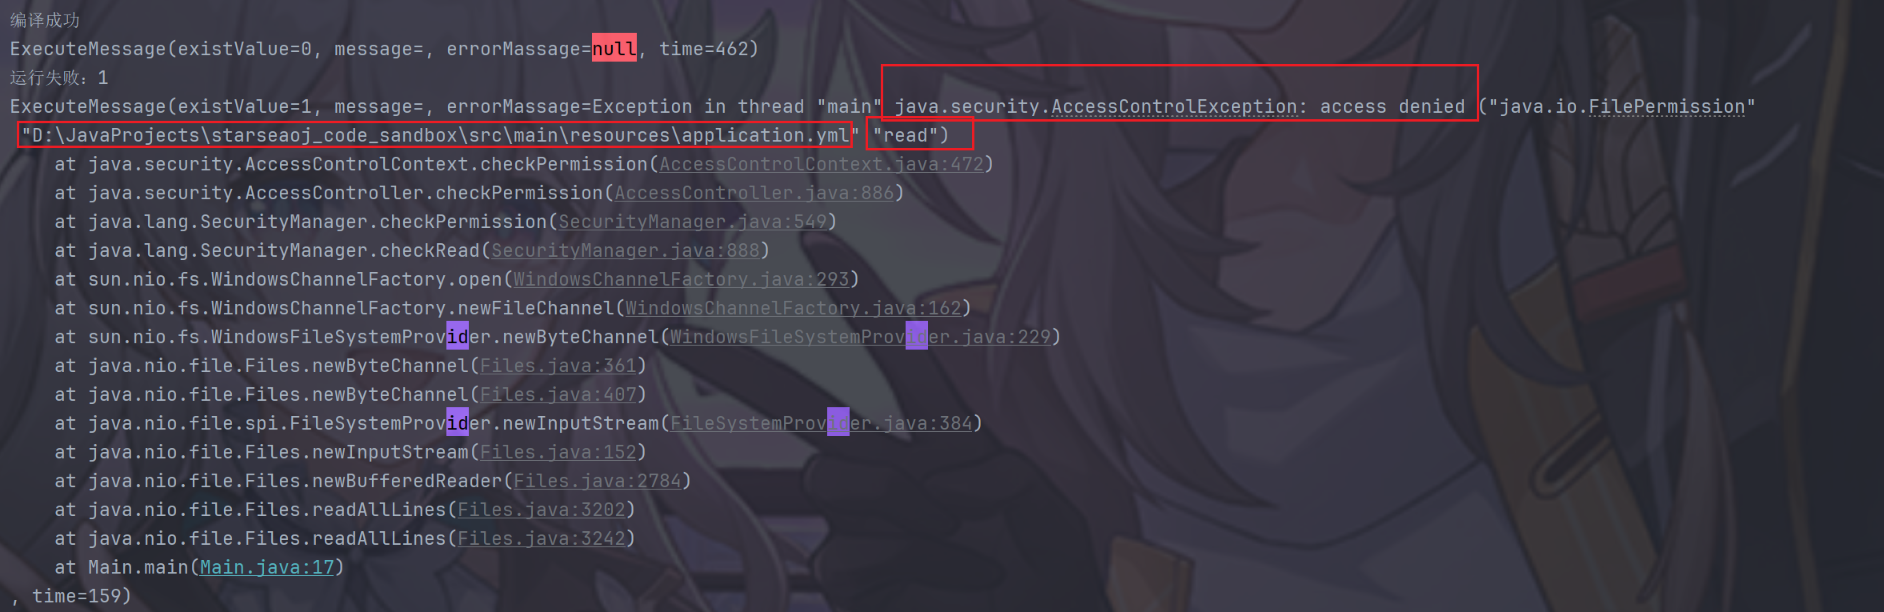 编译成功
ExecuteMessage(existValue=0, message=, errorMassage=null, time=462)
运行失败：1
ExecuteMessage(existValue=1, message=, errorMassage=Exception in thread "main" java.security.AccessControlException: access denied ("java.io.FilePermission"
"D:\JavaProjects\starseaoj_code_sandbox\src\main\resources\application.yml" "read")
at java.security.AccessControlContext.checkPermission(AccessControlContext.java:472)
at java.security.AccessController.checkPermission(AccessController.java:886)
at java.lang.SecurityManager.checkPermission(SecurityManager.java:549)
at java.lang.SecurityManager.checkRead(SecurityManager.java:888)
at sun.nio.fs.WindowsChannelFactory.open(WindowsChannelFactory.java:293)
at sun.nio.fs.WindowsChannelFactory.newFileChannel(WindowsChannelFactory.java:162)
at sun.nio.fs.WindowsFileSystemProvider.newByteChannel(WindowsFileSystemProvider.java:229)
at java.nio.file.Files.newByteChannel(Files.java:361)
at java.nio.file.Files.newByteChannel(Files.java:407)
at java.nio.file.spi.FileSystemProvider.newInputStream(FileSystemProvider.java:384)
at java.nio.file.Files.newInputStream(Files.java:152)
at java.nio.file.Files.newBufferedReader(Files.java:2784)
at java.nio.file.Files.readAllLines(Files.java:3202)
at java.nio.file.Files.readAllLines(Files.java:3242)
at Main.main(Main.java:17)
, time=159)